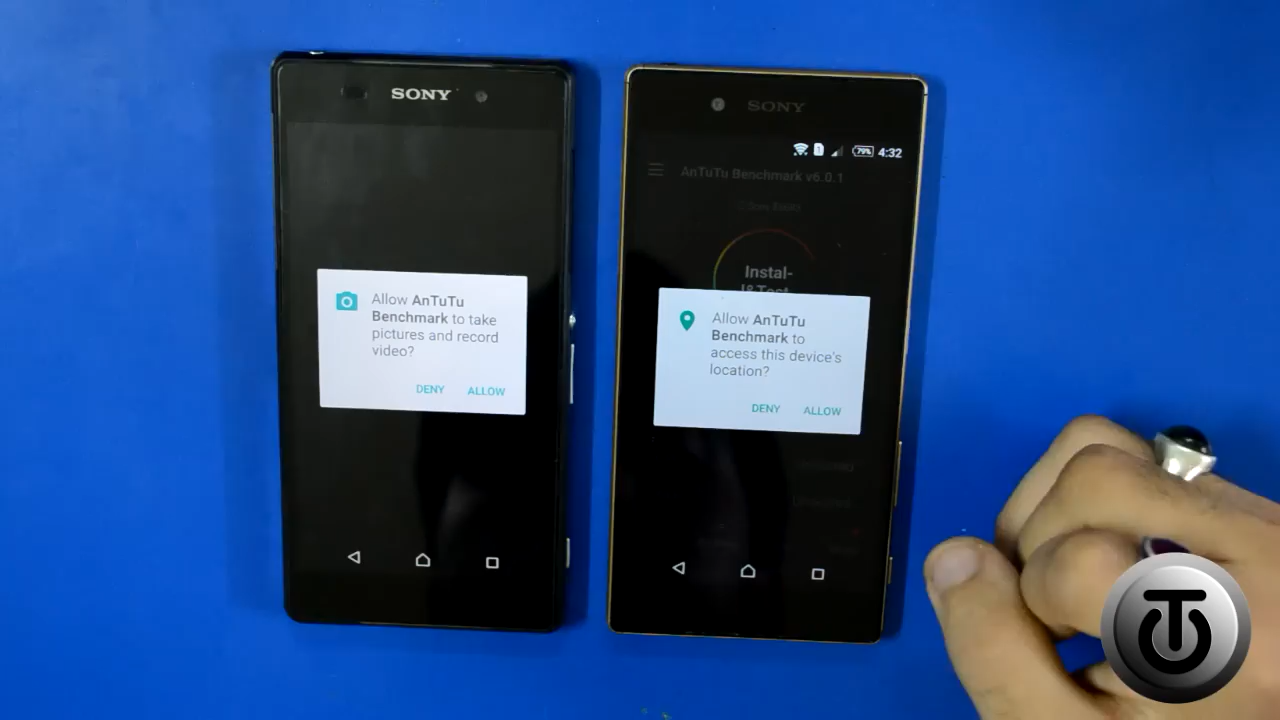 SONY
Allow AnTuTu
Benchmark to take
pictures and record
video?
DENY ALLOW
SONY
79% 4:32
AnTuTu Benchmark v6.0.1
Instal-
l&Test
Allow AnTuTu
Benchmark to
access this device's
location?
DENY ALLOW